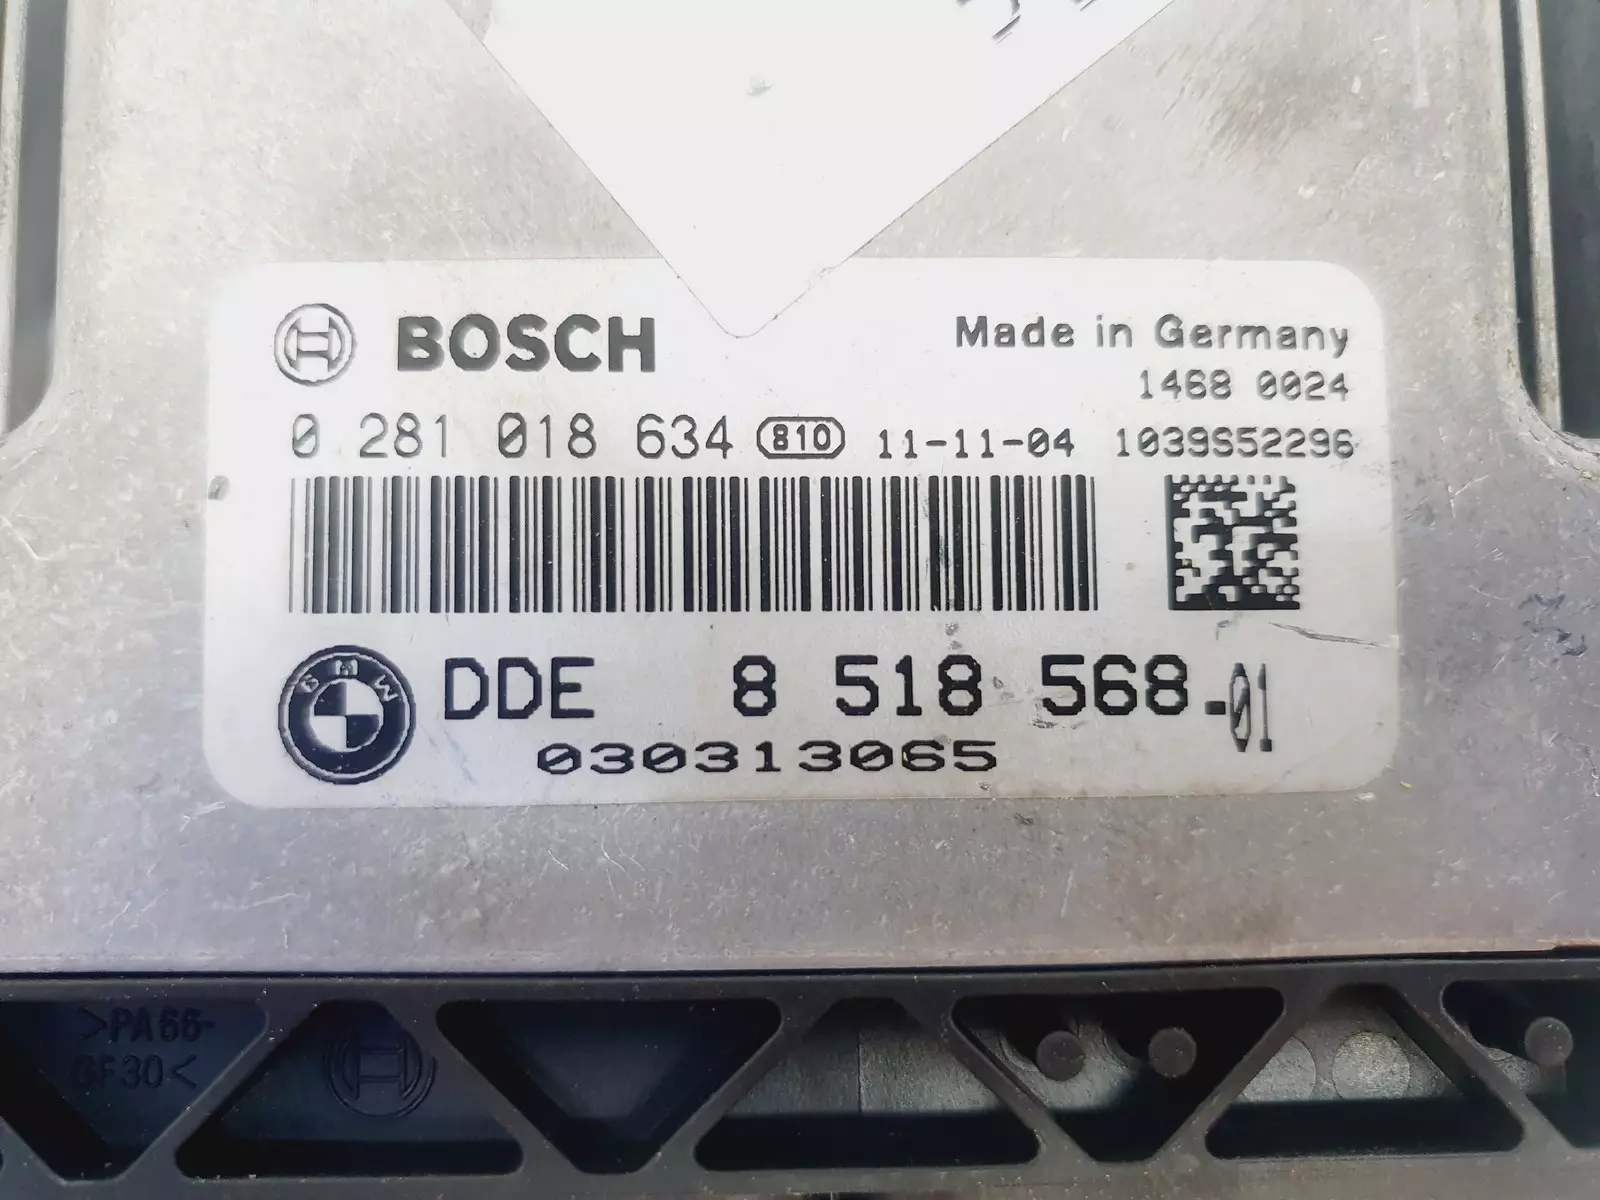 BOSCH
Made in Germany
1468 0024
0 281 018 634 810 11-11-04 1039S52296
BMW
DDE 8 518 568-01
030313065
>PA66-
GF30<